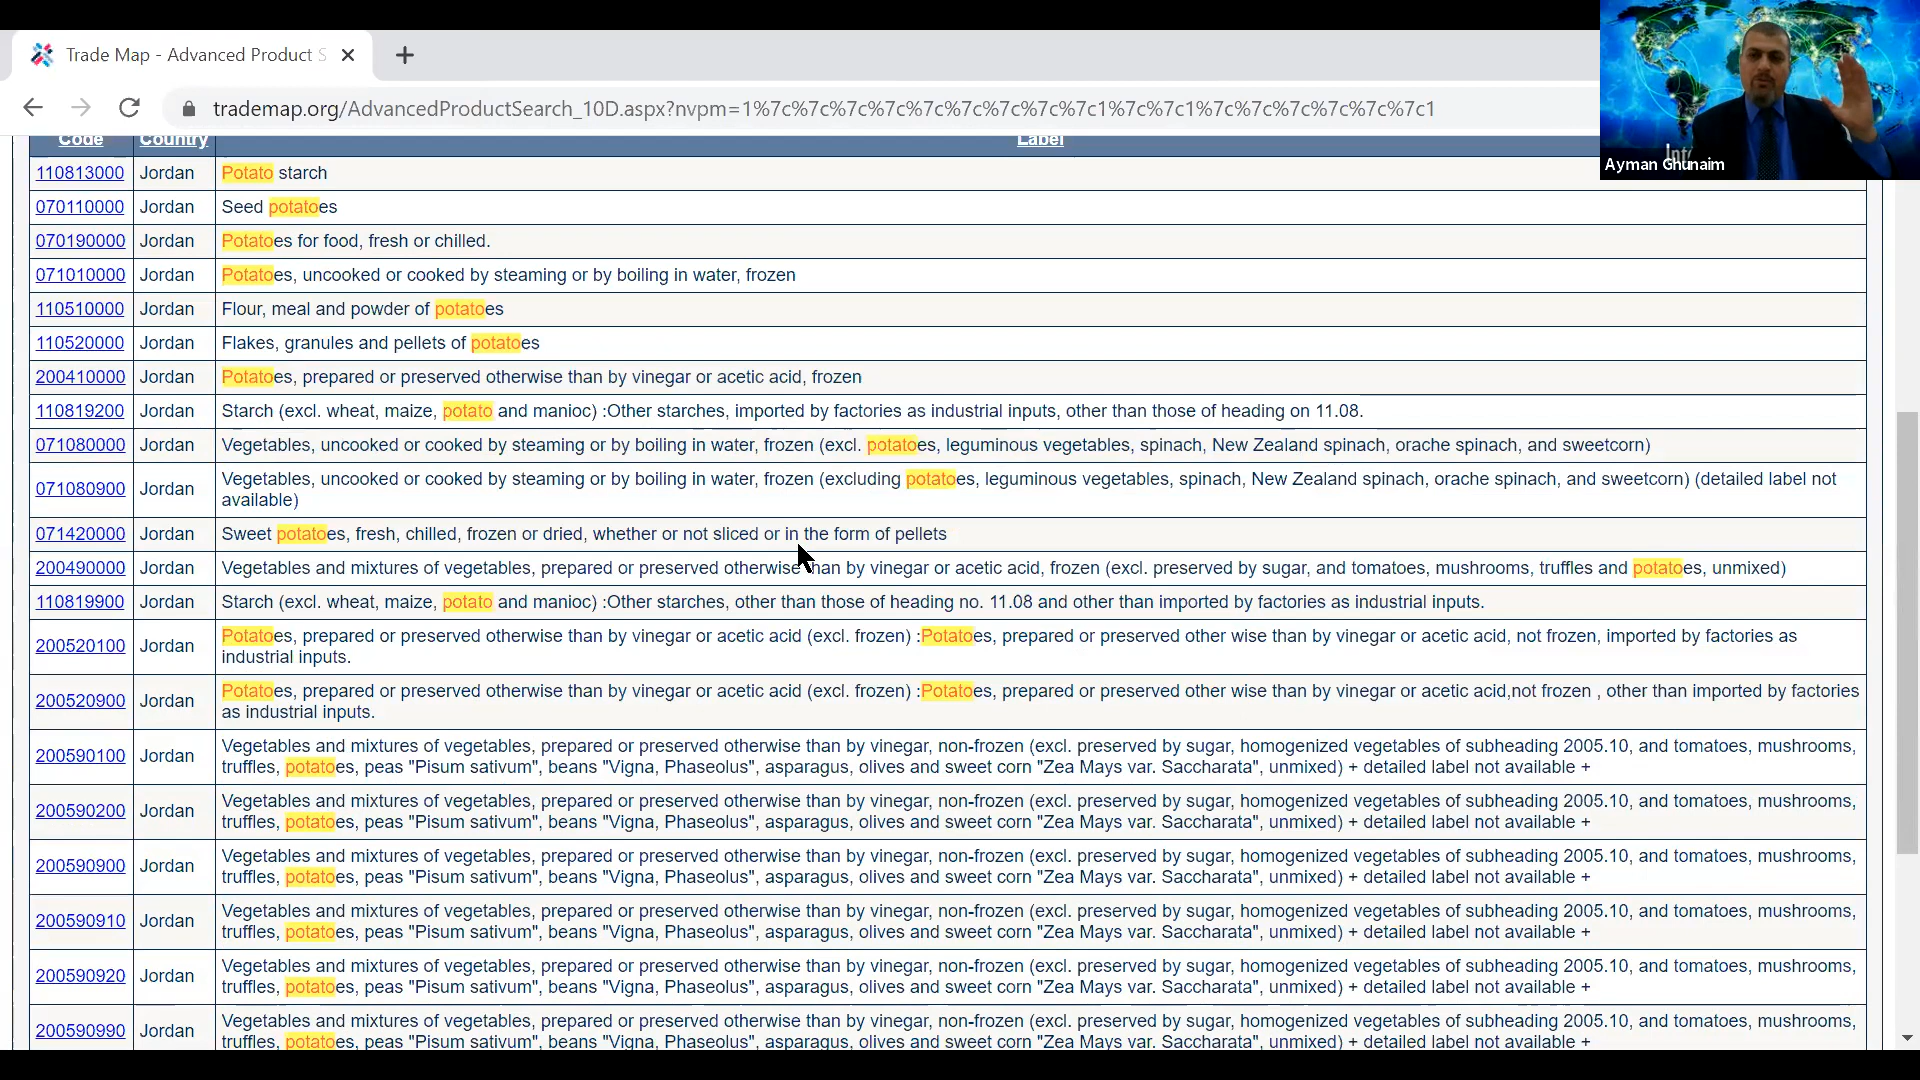 Trade Map - Advanced Product S
trademap.org/AdvancedProductSearch_10D.aspx?nvpm=1%7c%7c%7c%7c%7c%7c%7c%7c%7c1%7c%7c1%7c%7c%7c%7c%7c%7c1
Ayman Ghunaim
Code Country Label
110813000 Jordan Potato starch
070110000 Jordan Seed potatoes
070190000 Jordan Potatoes for food, fresh or chilled.
071010000 Jordan Potatoes, uncooked or cooked by steaming or by boiling in water, frozen
110510000 Jordan Flour, meal and powder of potatoes
110520000 Jordan Flakes, granules and pellets of potatoes
200410000 Jordan Potatoes, prepared or preserved otherwise than by vinegar or acetic acid, frozen
110819200 Jordan Starch (excl. wheat, maize, potato and manioc) :Other starches, imported by factories as industrial inputs, other than those of heading on 11.08.
071080000 Jordan Vegetables, uncooked or cooked by steaming or by boiling in water, frozen (excl. potatoes, leguminous vegetables, spinach, New Zealand spinach, orache spinach, and sweetcorn)
071080900 Jordan Vegetables, uncooked or cooked by steaming or by boiling in water, frozen (excluding potatoes, leguminous vegetables, spinach, New Zealand spinach, orache spinach, and sweetcorn) (detailed label not
available)
071420000 Jordan Sweet potatoes, fresh, chilled, frozen or dried, whether or not sliced or in the form of pellets
200490000 Jordan Vegetables and mixtures of vegetables, prepared or preserved otherwise than by vinegar or acetic acid, frozen (excl. preserved by sugar, and tomatoes, mushrooms, truffles and potatoes, unmixed)
110819900 Jordan Starch (excl. wheat, maize, potato and manioc) :Other starches, other than those of heading no. 11.08 and other than imported by factories as industrial inputs.
200520100 Jordan Potatoes, prepared or preserved otherwise than by vinegar or acetic acid (excl. frozen) :Potatoes, prepared or preserved other wise than by vinegar or acetic acid, not frozen, imported by factories as
industrial inputs.
200520900 Jordan Potatoes, prepared or preserved otherwise than by vinegar or acetic acid (excl. frozen) :Potatoes, prepared or preserved other wise than by vinegar or acetic acid,not frozen , other than imported by factories
as industrial inputs.
200590100 Jordan Vegetables and mixtures of vegetables, prepared or preserved otherwise than by vinegar, non-frozen (excl. preserved by sugar, homogenized vegetables of subheading 2005.10, and tomatoes, mushrooms,
truffles, potatoes, peas "Pisum sativum", beans "Vigna, Phaseolus", asparagus, olives and sweet corn "Zea Mays var. Saccharata", unmixed) + detailed label not available +
200590200 Jordan Vegetables and mixtures of vegetables, prepared or preserved otherwise than by vinegar, non-frozen (excl. preserved by sugar, homogenized vegetables of subheading 2005.10, and tomatoes, mushrooms,
truffles, potatoes, peas "Pisum sativum", beans "Vigna, Phaseolus", asparagus, olives and sweet corn "Zea Mays var. Saccharata", unmixed) + detailed label not available +
200590900 Jordan Vegetables and mixtures of vegetables, prepared or preserved otherwise than by vinegar, non-frozen (excl. preserved by sugar, homogenized vegetables of subheading 2005.10, and tomatoes, mushrooms,
truffles, potatoes, peas "Pisum sativum", beans "Vigna, Phaseolus", asparagus, olives and sweet corn "Zea Mays var. Saccharata", unmixed) + detailed label not available +
200590910 Jordan Vegetables and mixtures of vegetables, prepared or preserved otherwise than by vinegar, non-frozen (excl. preserved by sugar, homogenized vegetables of subheading 2005.10, and tomatoes, mushrooms,
truffles, potatoes, peas "Pisum sativum", beans "Vigna, Phaseolus", asparagus, olives and sweet corn "Zea Mays var. Saccharata", unmixed) + detailed label not available +
200590920 Jordan Vegetables and mixtures of vegetables, prepared or preserved otherwise than by vinegar, non-frozen (excl. preserved by sugar, homogenized vegetables of subheading 2005.10, and tomatoes, mushrooms,
truffles, potatoes, peas "Pisum sativum", beans "Vigna, Phaseolus", asparagus, olives and sweet corn "Zea Mays var. Saccharata", unmixed) + detailed label not available +
200590990 Jordan Vegetables and mixtures of vegetables, prepared or preserved otherwise than by vinegar, non-frozen (excl. preserved by sugar, homogenized vegetables of subheading 2005.10, and tomatoes, mushrooms,
truffles, potatoes, peas "Pisum sativum", beans "Vigna, Phaseolus", asparagus, olives and sweet corn "Zea Mays var. Saccharata", unmixed) + detailed label not available +